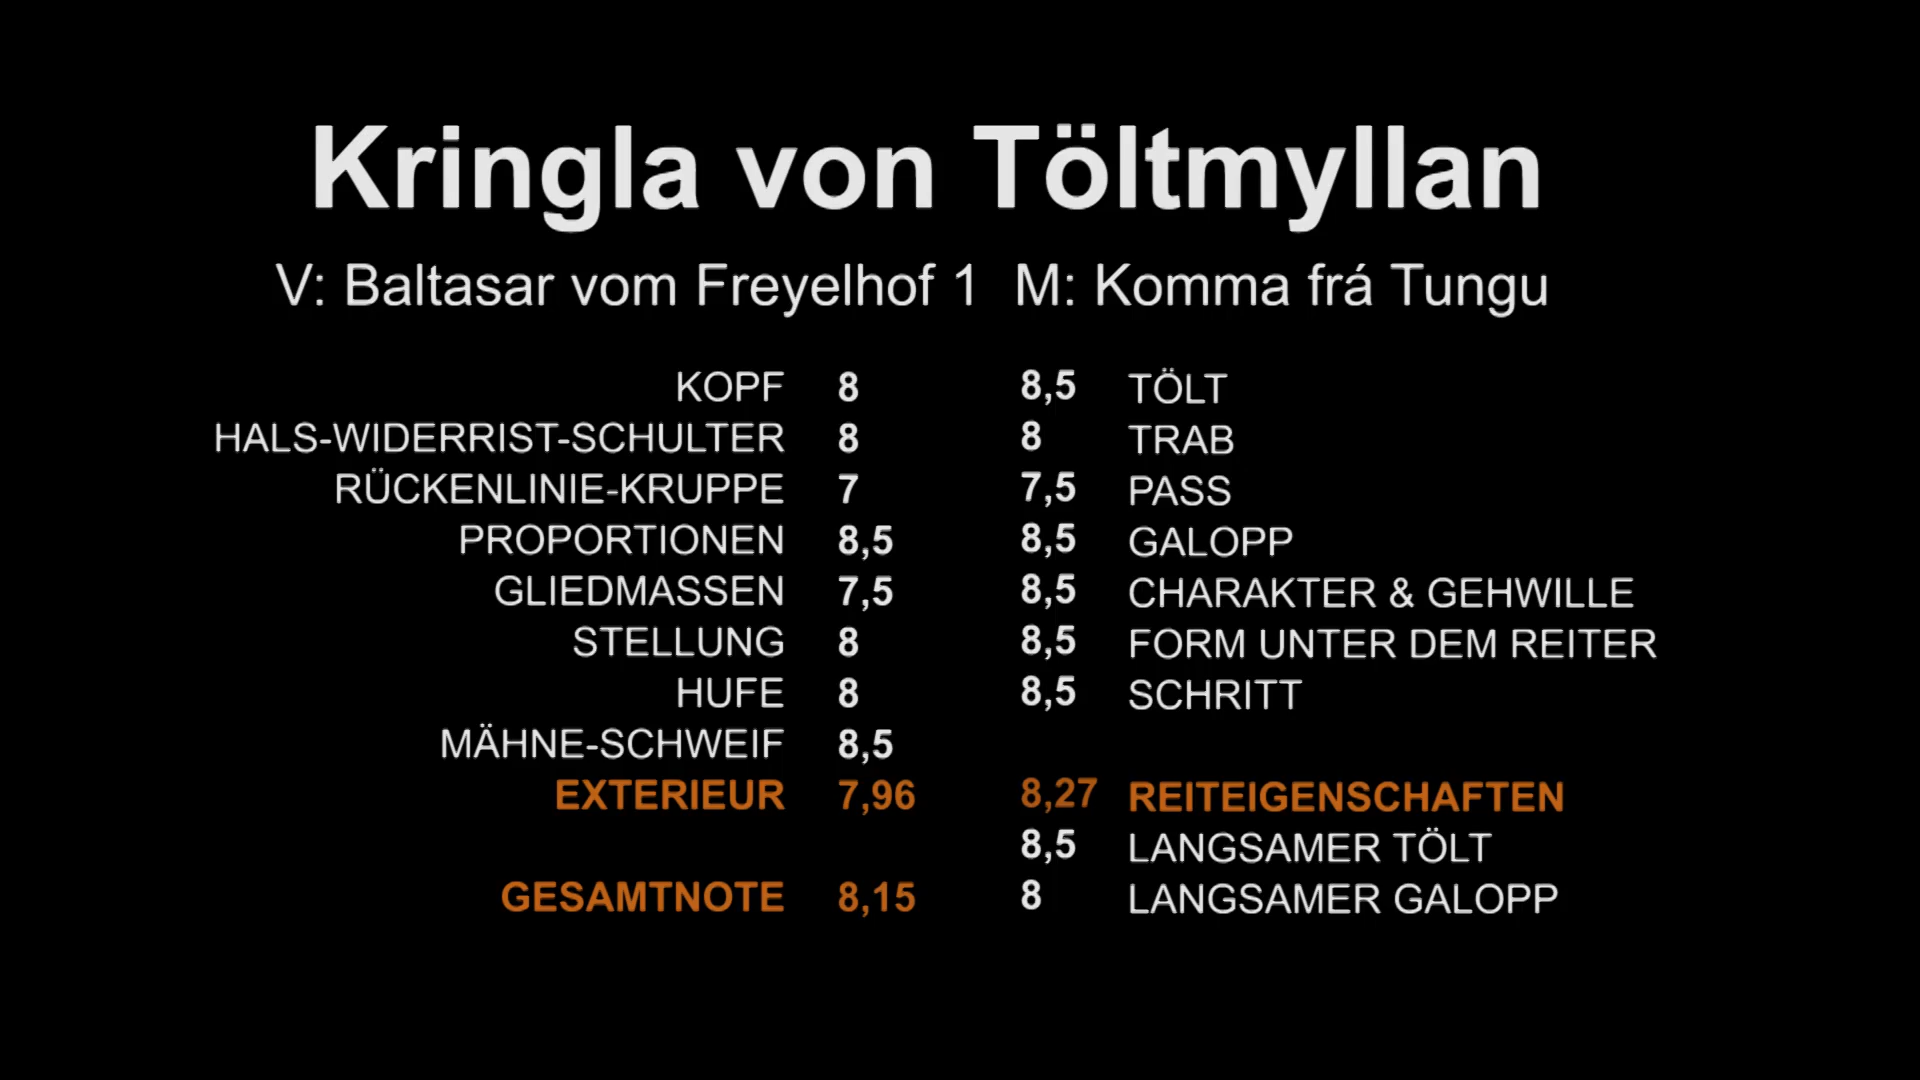 Kringla von Töltmyllan
V: Baltasar vom Freyelhof 1 M: Komma frá Tungu
KOPF 8
HALS-WIDERRIST-SCHULTER 8
RÜCKENLINIE-KRUPPE 7
PROPORTIONEN 8,5
GLIEDMASSEN 7,5
STELLUNG 8
HUFE 8
MÄHNE-SCHWEIF 8,5
EXTERIEUR 7,96
GESAMTNOTE 8,15
8,5 TÖLT
8 TRAB
7,5 PASS
8,5 GALOPP
8,5 CHARAKTER & GEHWILLE
8,5 FORM UNTER DEM REITER
8,5 SCHRITT
8,27 REITEIGENSCHAFTEN
8,5 LANGSAMER TÖLT
8 LANGSAMER GALOPP